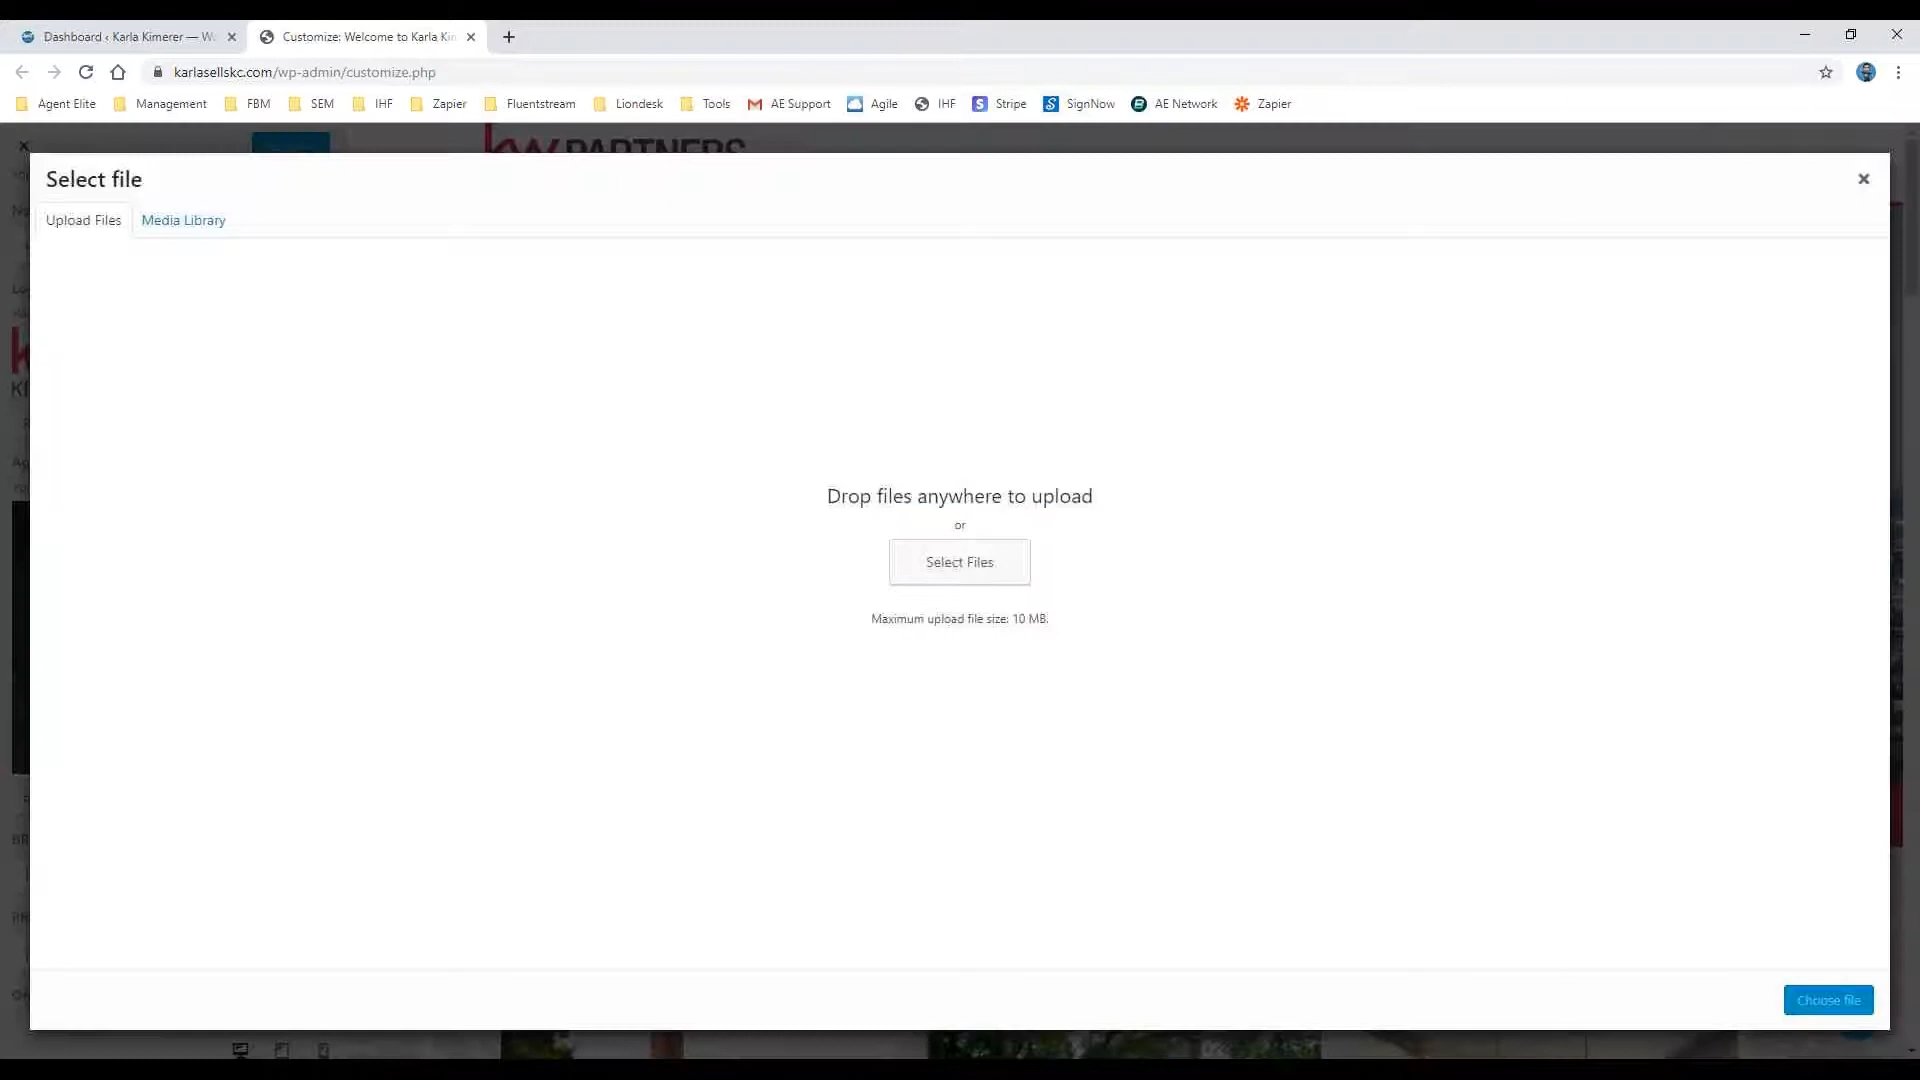 Dashboard ‹ Karla Kimerer — W
Customize: Welcome to Karla Kim
karlasellskc.com/wp-admin/customize.php
Agent Elite
Management
FBM
SEM
IHF
Zapier
Fluentstream
Liondesk
Tools
AE Support
Agile
IHF
Stripe
SignNow
AE Network
Zapier
kw PARTNERS
Select file
Upload Files
Media Library
Drop files anywhere to upload
or
Select Files
Maximum upload file size: 10 MB.
Choose file